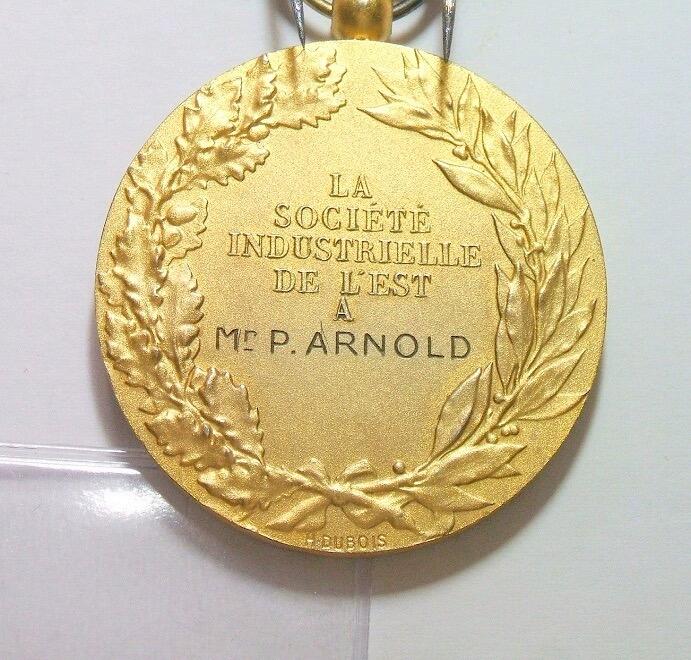 LA
SOCIÉTÉ
INDUSTRIELLE
DE L'EST
A
Mr P. ARNOLD
H. DUBOIS